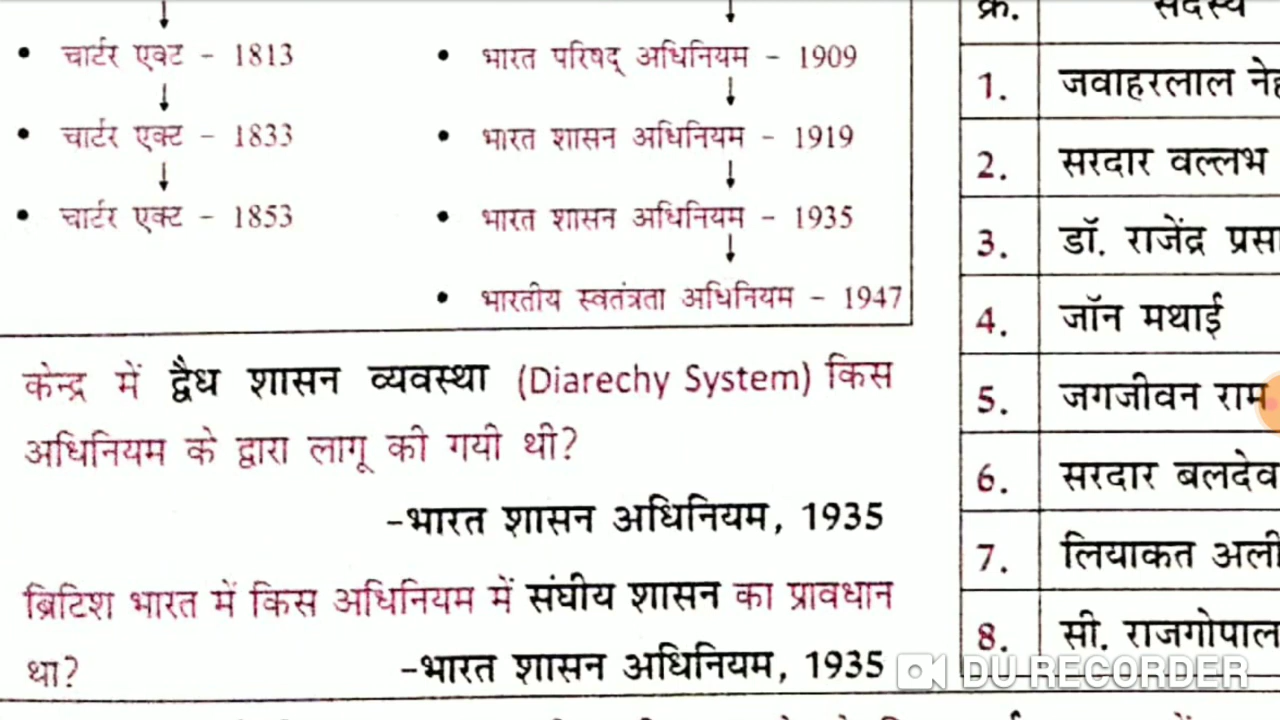 • चार्टर एक्ट - 1813
• चार्टर एक्ट - 1833
• चार्टर एक्ट - 1853
• भारत परिषद् अधिनियम - 1909
• भारत शासन अधिनियम - 1919
• भारत शासन अधिनियम - 1935
• भारतीय स्वतंत्रता अधिनियम - 1947
केन्द्र में द्वैध शासन व्यवस्था (Diarechy System) किस
अधिनियम के द्वारा लागू की गयी थी?
-भारत शासन अधिनियम, 1935
ब्रिटिश भारत में किस अधिनियम में संघीय शासन का प्रावधान
था? -भारत शासन अधिनियम, 1935
क्र. सदस्य
1. जवाहरलाल
2. सरदार वल्लभ
3. डॉ. राजेंद्र
4. जॉन मथाई
5. जगजीवन राम
6. सरदार बलदेव
7. लियाकत अली
8. सी.
DU RECORDER